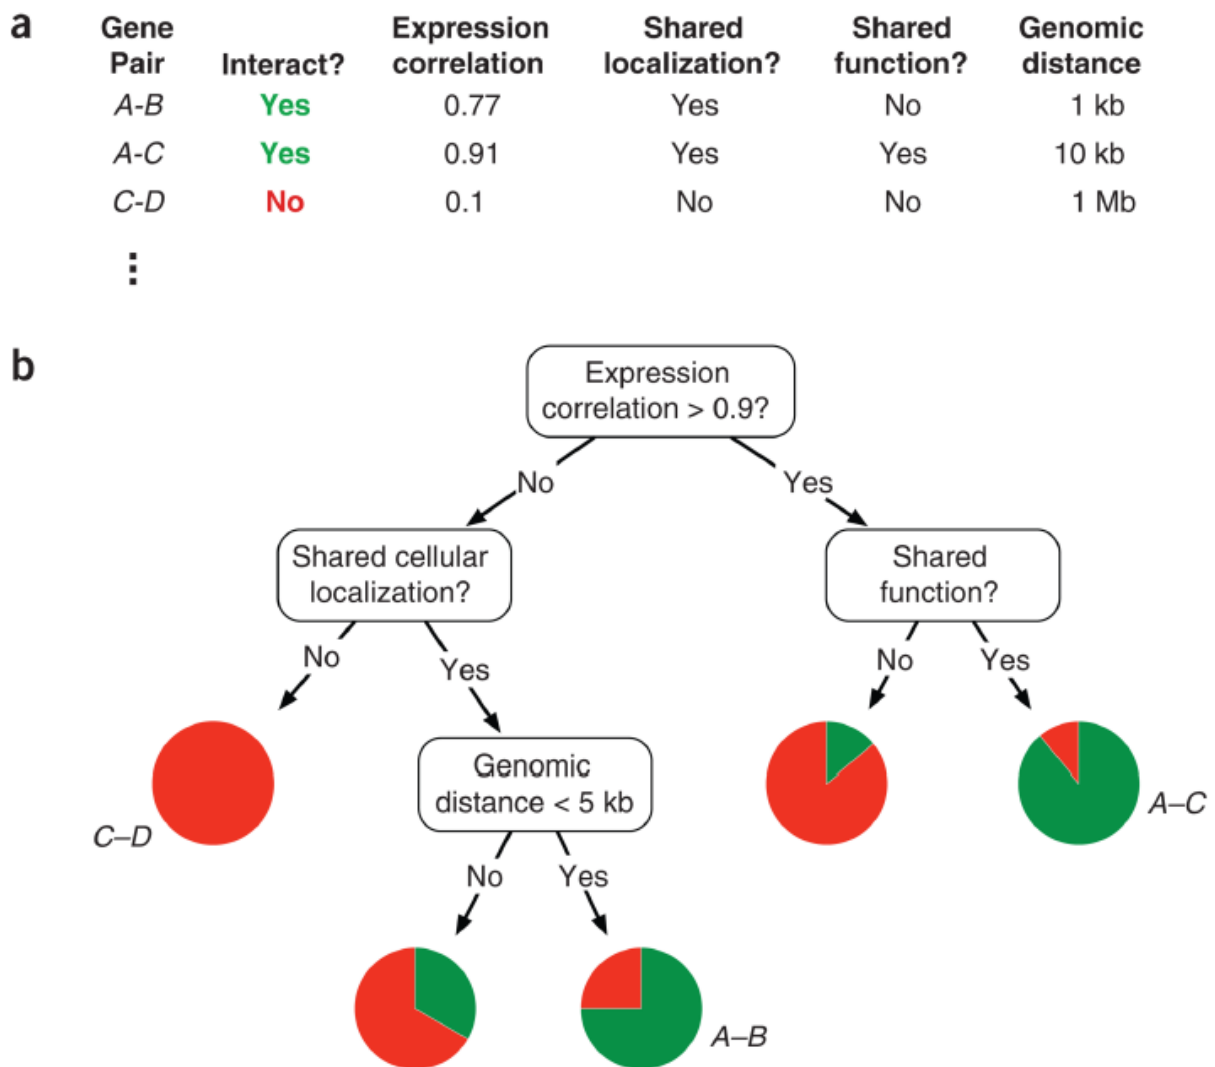 a
Gene Pair Interact? Expression correlation Shared localization? Shared function? Genomic distance
A-B Yes 0.77 Yes No 1 kb
A-C Yes 0.91 Yes Yes 10 kb
C-D No 0.1 No No 1 Mb
b
Expression
correlation > 0.9?
No
Yes
Shared cellular
localization?
Shared
function?
No
Yes
No
Yes
C–D
Genomic
distance < 5 kb
A–C
No
Yes
A–B